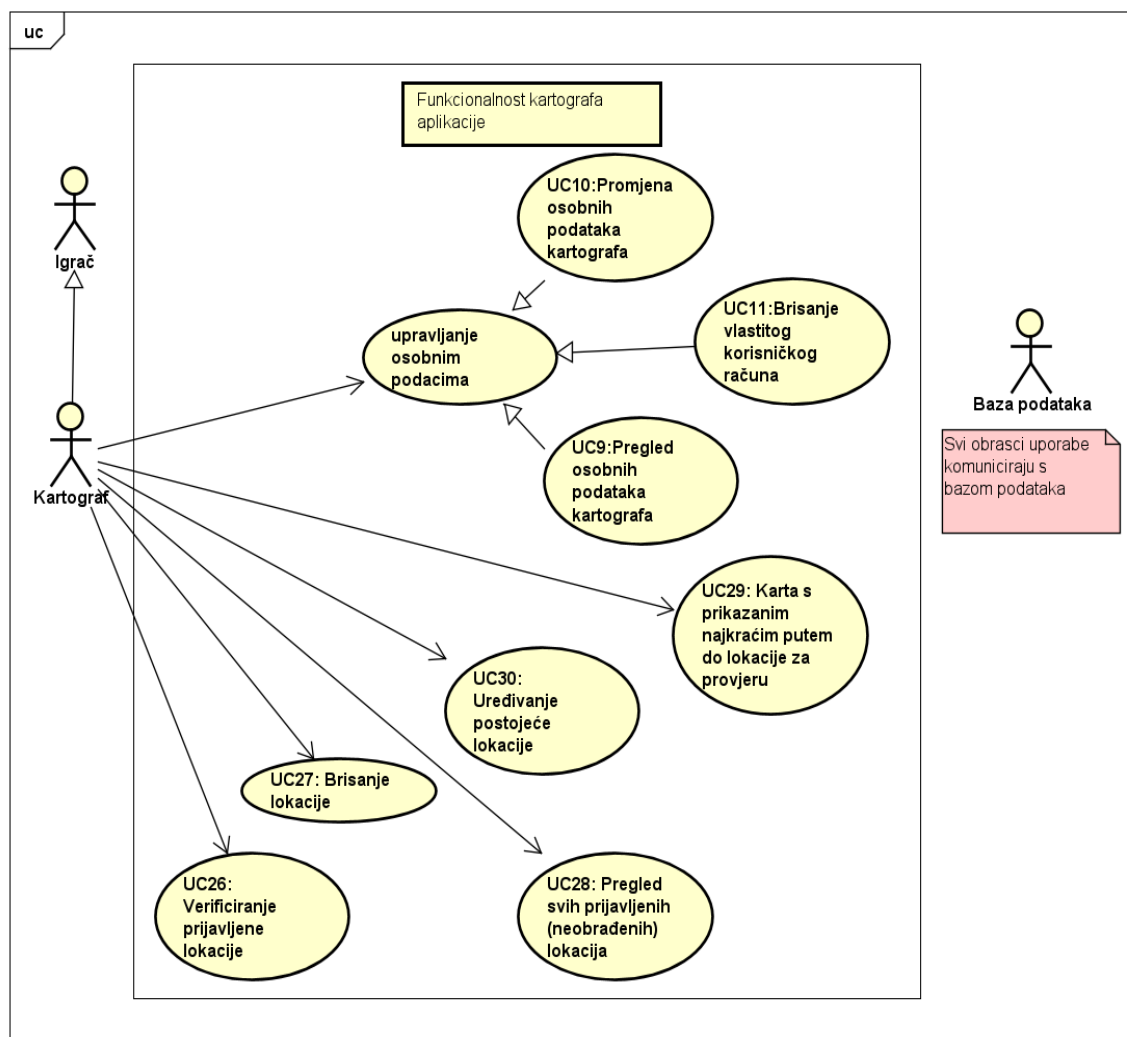 uc
Funkcionalnost kartografa
aplikacije
UC10:Promjena
osobnih
podataka
kartografa
Igrač
UC11:Brisanje
vlastitog
korisničkog
računa
upravljanje
osobnim
podacima
Baza podataka
Svi obrasci uporabe
komuniciraju s
bazom podataka
UC9:Pregled
osobnih
podataka
kartografa
Kartograf
UC29: Karta s
prikazanim
najkraćim putem
do lokacije za
provjeru
UC30:
Uređivanje
postojeće
lokacije
UC27: Brisanje
lokacije
UC26:
Verificiranje
prijavljene
lokacije
UC28: Pregled
svih prijavljenih
(neobrađenih)
lokacija